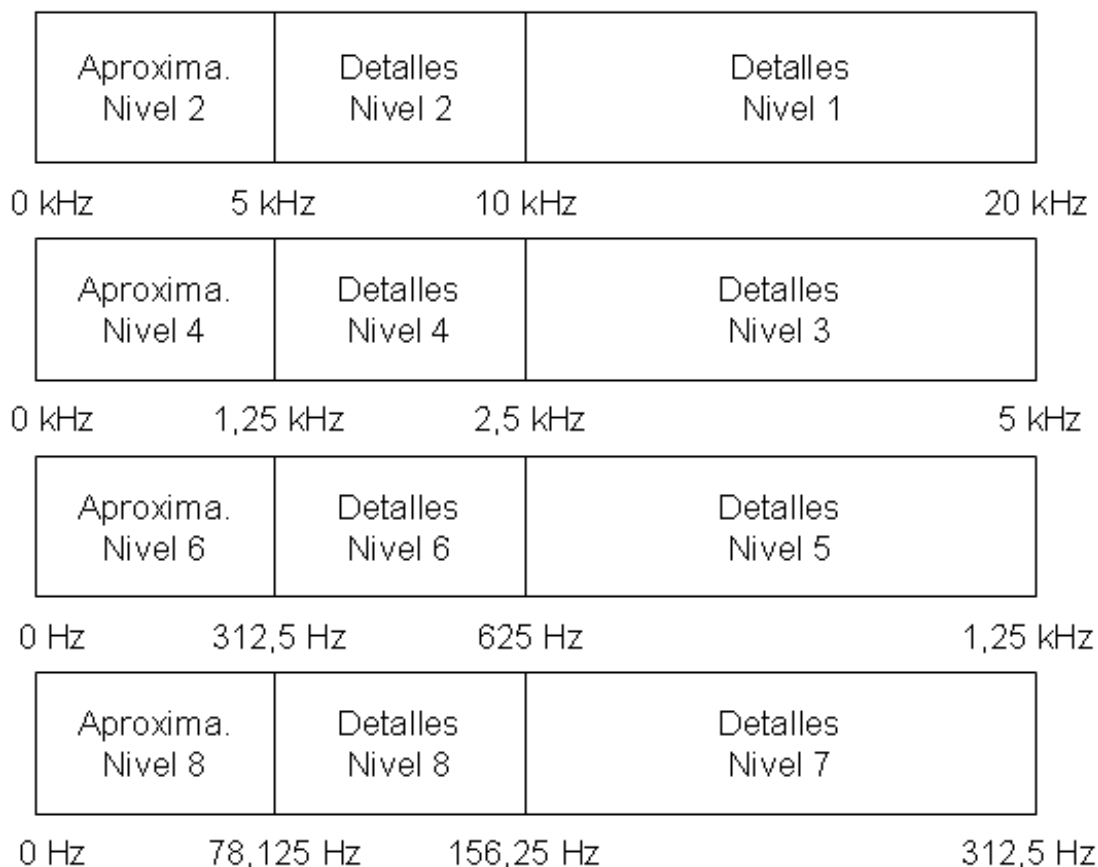 Aproxima.
Nivel 2
Detalles
Nivel 2
Detalles
Nivel 1
0 kHz
5 kHz
10 kHz
20 kHz
Aproxima.
Nivel 4
Detalles
Nivel 4
Detalles
Nivel 3
0 kHz
1,25 kHz
2,5 kHz
5 kHz
Aproxima.
Nivel 6
Detalles
Nivel 6
Detalles
Nivel 5
0 Hz
312,5 Hz
625 Hz
1,25 kHz
Aproxima.
Nivel 8
Detalles
Nivel 8
Detalles
Nivel 7
0 Hz
78,125 Hz
156,25 Hz
312,5 Hz